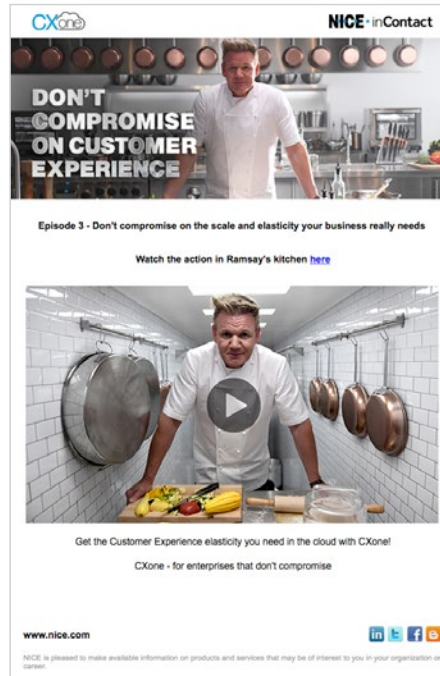 CXone
NICE · inContact
DON'T
COMPROMISE
ON CUSTOMER
EXPERIENCE
Episode 3 - Don't compromise on the scale and elasticity your business really needs
Watch the action in Ramsay's kitchen here
Get the Customer Experience elasticity you need in the cloud with CXone!
CXone - for enterprises that don't compromise
www.nice.com
in t f
NICE is pleased to make available information on products and services that may be of interest to you in your organization or
career.